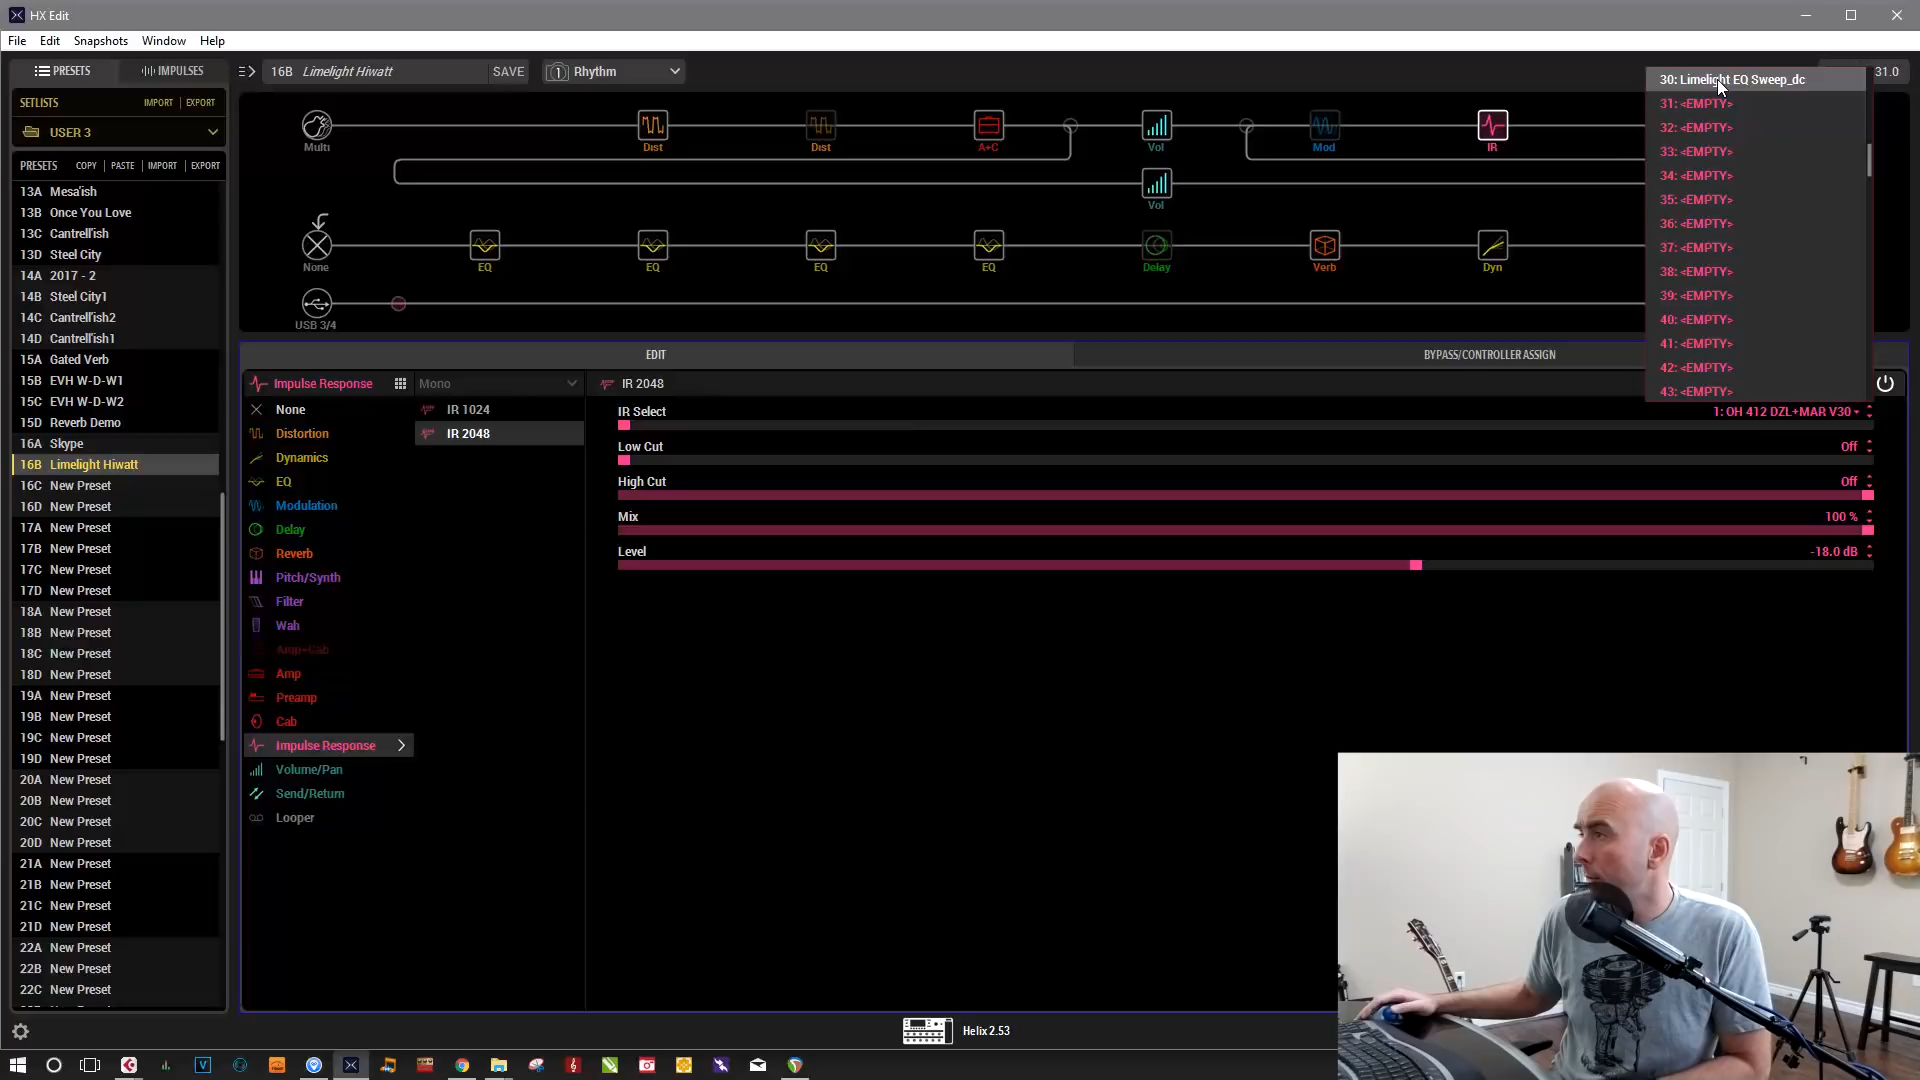 HX Edit
File Edit Snapshots Window Help
PRESETS IMPULSES
16B Limelight Hiwatt SAVE 1 Rhythm 31.0
SETLISTS IMPORT EXPORT
USER 3
PRESETS COPY PASTE IMPORT EXPORT
13A Mesa'ish
13B Once You Love
13C Cantrell'ish
13D Steel City
14A 2017 - 2
14B Steel City1
14C Cantrell'ish2
14D Cantrell'ish1
15A Gated Verb
15B EVH W-D-W1
15C EVH W-D-W2
15D Reverb Demo
16A Skype
16B Limelight Hiwatt
16C New Preset
16D New Preset
17A New Preset
17B New Preset
17C New Preset
17D New Preset
18A New Preset
18B New Preset
18C New Preset
18D New Preset
19A New Preset
19B New Preset
19C New Preset
19D New Preset
20A New Preset
20B New Preset
20C New Preset
20D New Preset
21A New Preset
21B New Preset
21C New Preset
21D New Preset
22A New Preset
22B New Preset
22C New Preset
Multi Dist Dist A+C Vol Mod IR
Vol
None EQ EQ EQ EQ Delay Verb Dyn
USB 3/4
30: Limelight EQ Sweep_dc
31: <EMPTY>
32: <EMPTY>
33: <EMPTY>
34: <EMPTY>
35: <EMPTY>
36: <EMPTY>
37: <EMPTY>
38: <EMPTY>
39: <EMPTY>
40: <EMPTY>
41: <EMPTY>
42: <EMPTY>
43: <EMPTY>
EDIT BYPASS/CONTROLLER ASSIGN
Impulse Response Mono IR 2048
None
Distortion
Dynamics
EQ
Modulation
Delay
Reverb
Pitch/Synth
Filter
Wah
Amp+Cab
Amp
Preamp
Cab
Impulse Response
Volume/Pan
Send/Return
Looper
IR 1024
IR 2048
IR Select 1: OH 412 DZL+MAR V30
Low Cut Off
High Cut Off
Mix 100 %
Level -18.0 dB
Helix 2.53